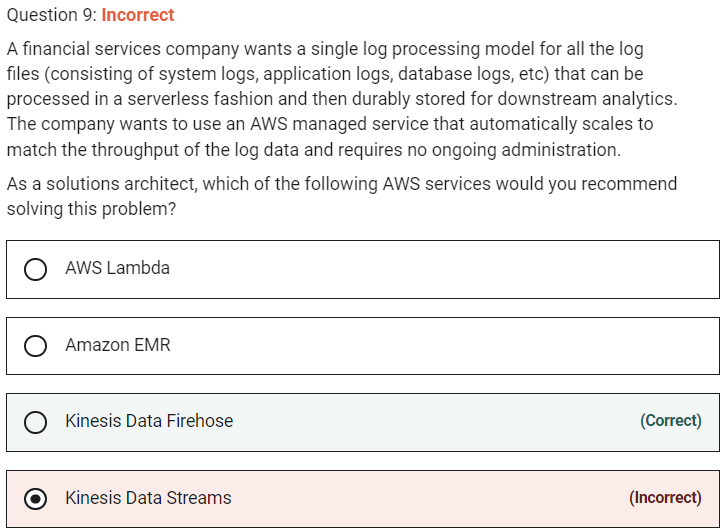 Question 9: Incorrect
A financial services company wants a single log processing model for all the log
files (consisting of system logs, application logs, database logs, etc) that can be
processed in a serverless fashion and then durably stored for downstream analytics.
The company wants to use an AWS managed service that automatically scales to
match the throughput of the log data and requires no ongoing administration.
As a solutions architect, which of the following AWS services would you recommend
solving this problem?
AWS Lambda
Amazon EMR
Kinesis Data Firehose (Correct)
Kinesis Data Streams (Incorrect)